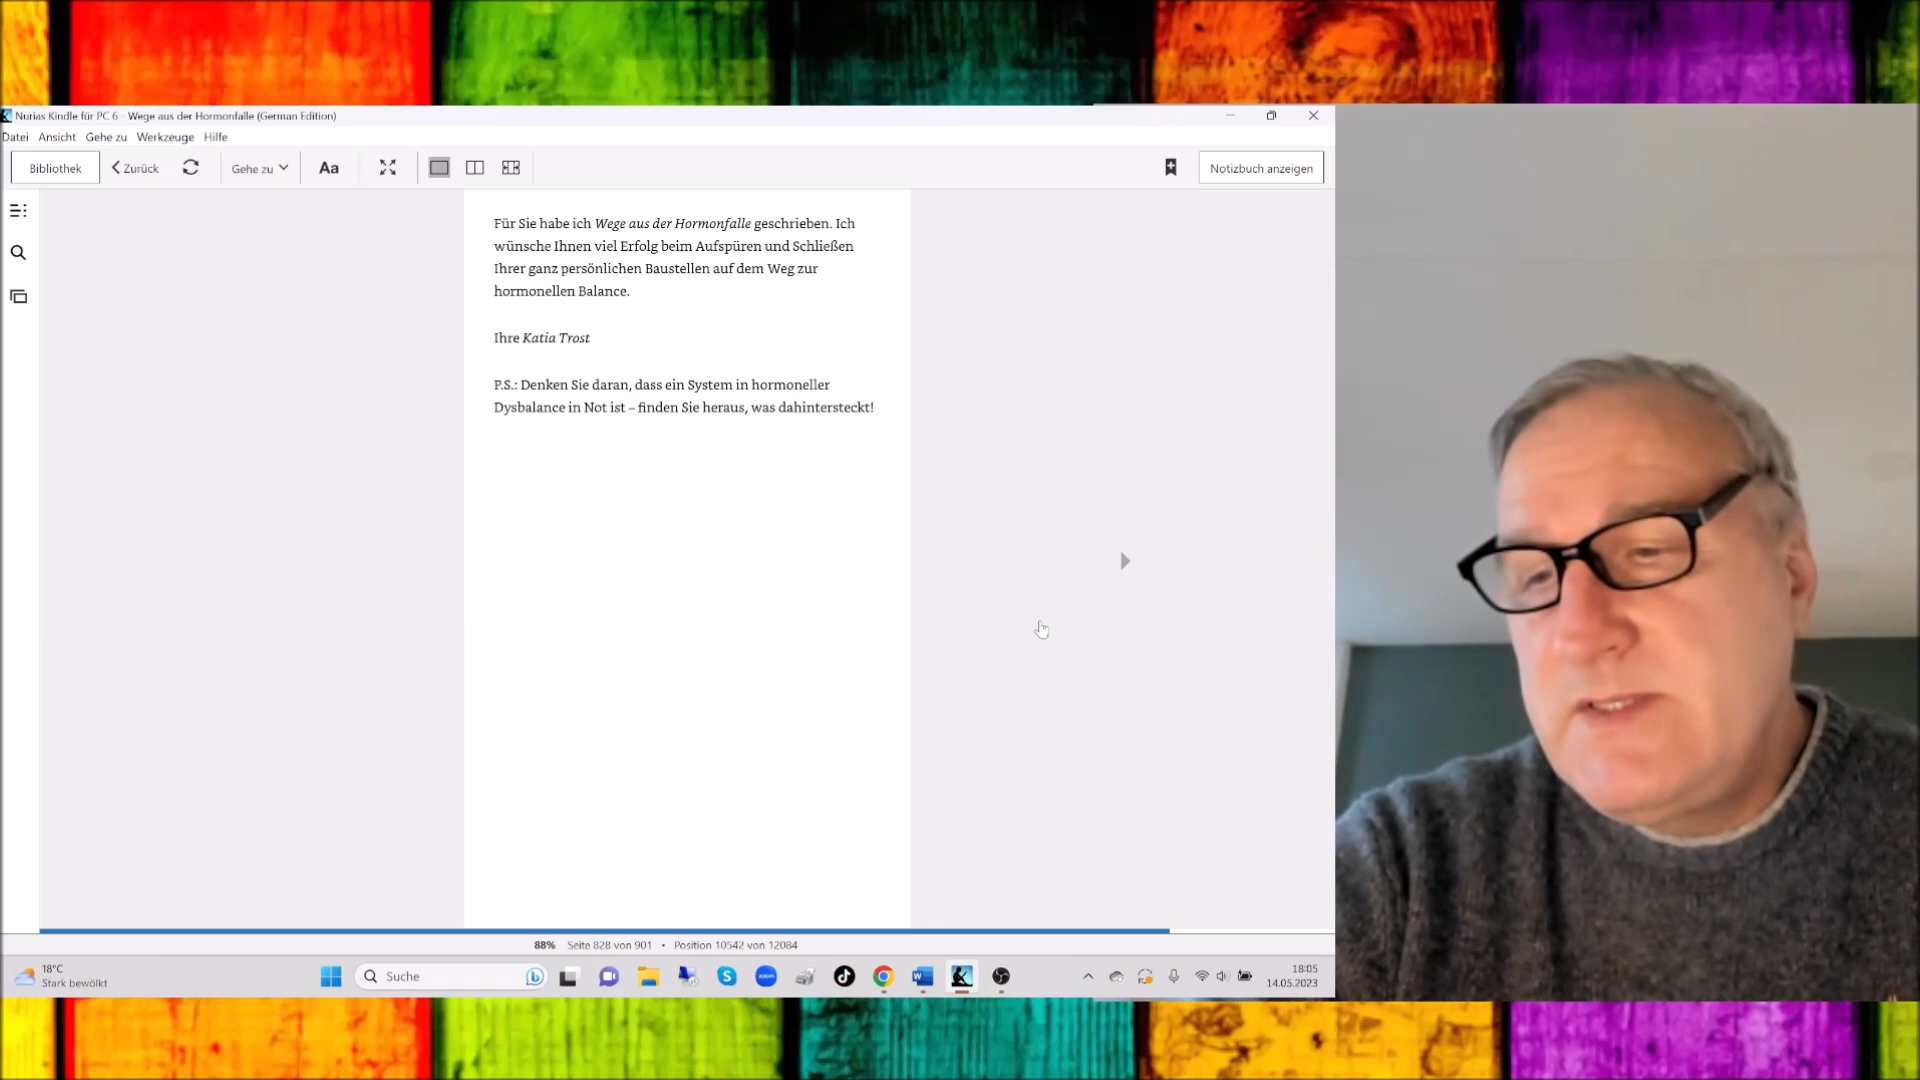 Nurias Kindle für PC 6 - Wege aus der Hormonfalle (German Edition)
Datei Ansicht Gehe zu Werkzeuge Hilfe
Bibliothek Zurück Gehe zu Aa Notizbuch anzeigen
Für Sie habe ich Wege aus der Hormonfalle geschrieben. Ich
wünsche Ihnen viel Erfolg beim Aufspüren und Schließen
Ihrer ganz persönlichen Baustellen auf dem Weg zur
hormonellen Balance.
Ihre Katia Trost
P.S.: Denken Sie daran, dass ein System in hormoneller
Dysbalance in Not ist – finden Sie heraus, was dahintersteckt!
88% Seite 828 von 901 • Position 10542 von 12084
18°C
Stark bewölkt
Suche
zoom
18:05
14.05.2023